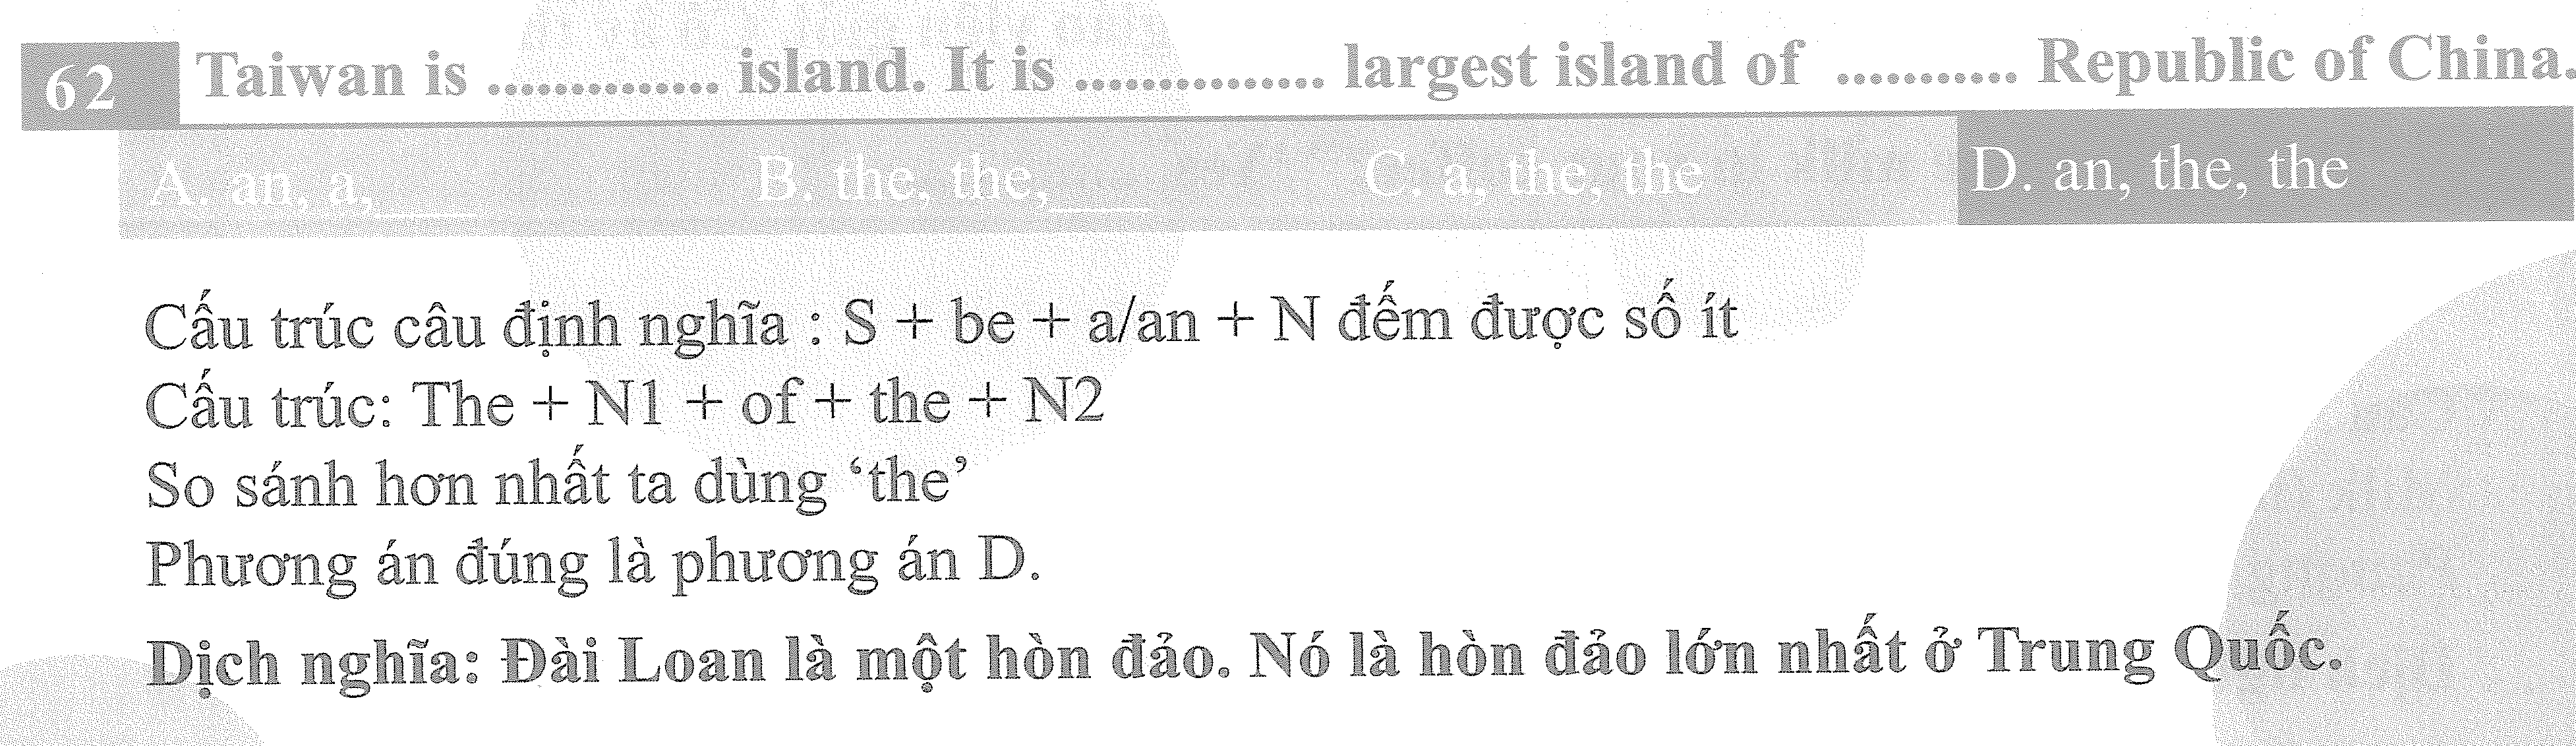 62 Taiwan is .............. island. It is ............... largest island of ........... Republic of China.
A. an, a,____ B. the, the,____ C. a, the, the D. an, the, the
Cấu trúc câu định nghĩa : S + be + a/an + N đếm được số ít
Cấu trúc: The + N1 + of + the + N2
So sánh hơn nhất ta dùng ‘the’
Phương án đúng là phương án D.
Dịch nghĩa: Đài Loan là một hòn đảo. Nó là hòn đảo lớn nhất ở Trung Quốc.